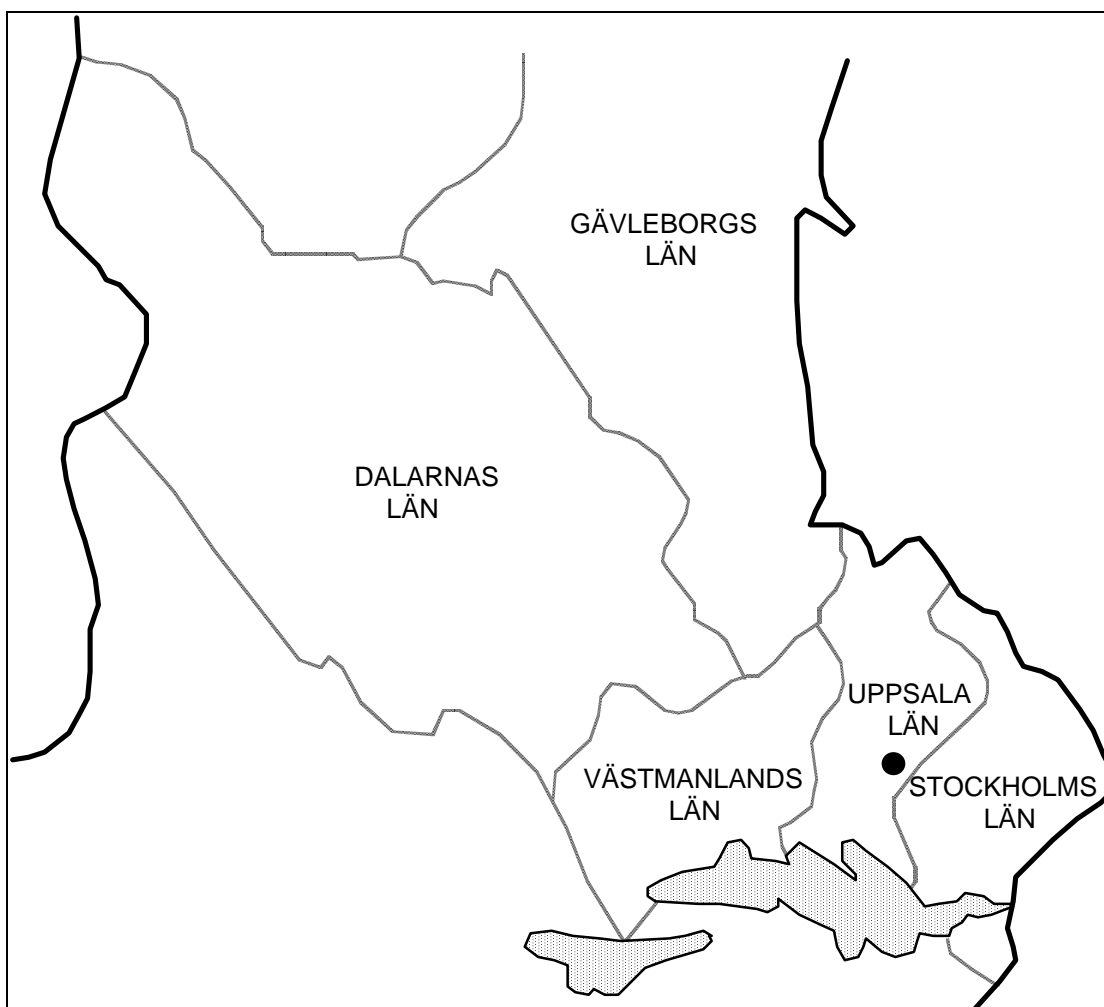 GÄVLEBORGS
LÄN
DALARNAS
LÄN
UPPSALA
LÄN
VÄSTMANLANDS
LÄN
STOCKHOLMS
LÄN